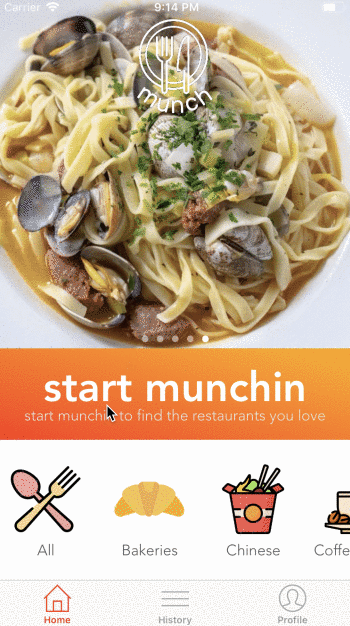 Carrier 9:14 PM
munch
start munchin
start munchin to find the restaurants you love
All Bakeries Chinese Coffe
Home History Profile